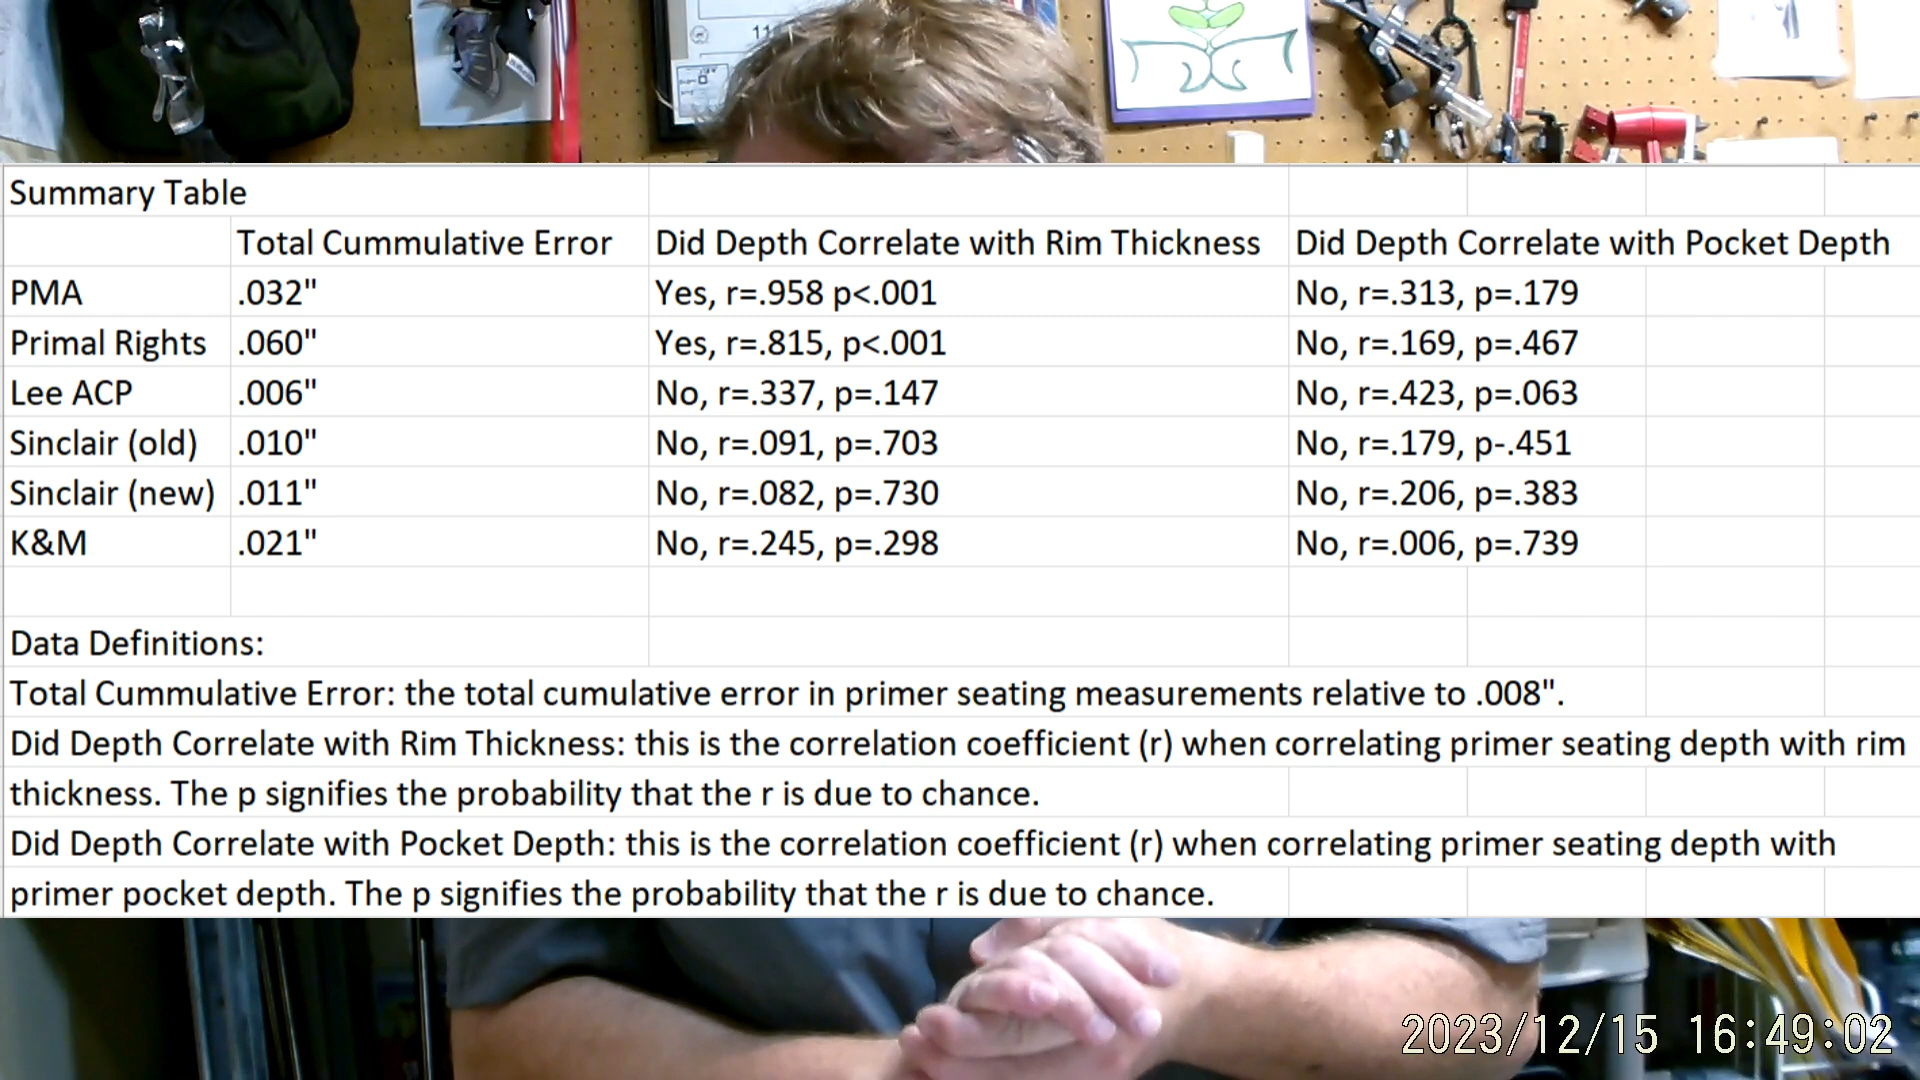 11
Summary Table
Total Cummulative Error Did Depth Correlate with Rim Thickness Did Depth Correlate with Pocket Depth
PMA .032" Yes, r=.958 p<.001 No, r=.313, p=.179
Primal Rights .060" Yes, r=.815, p<.001 No, r=.169, p=.467
Lee ACP .006" No, r=.337, p=.147 No, r=.423, p=.063
Sinclair (old) .010" No, r=.091, p=.703 No, r=.179, p-.451
Sinclair (new) .011" No, r=.082, p=.730 No, r=.206, p=.383
K&M .021" No, r=.245, p=.298 No, r=.006, p=.739
Data Definitions:
Total Cummulative Error: the total cumulative error in primer seating measurements relative to .008".
Did Depth Correlate with Rim Thickness: this is the correlation coefficient (r) when correlating primer seating depth with rim
thickness. The p signifies the probability that the r is due to chance.
Did Depth Correlate with Pocket Depth: this is the correlation coefficient (r) when correlating primer seating depth with
primer pocket depth. The p signifies the probability that the r is due to chance.
2023/12/15 16:49:02